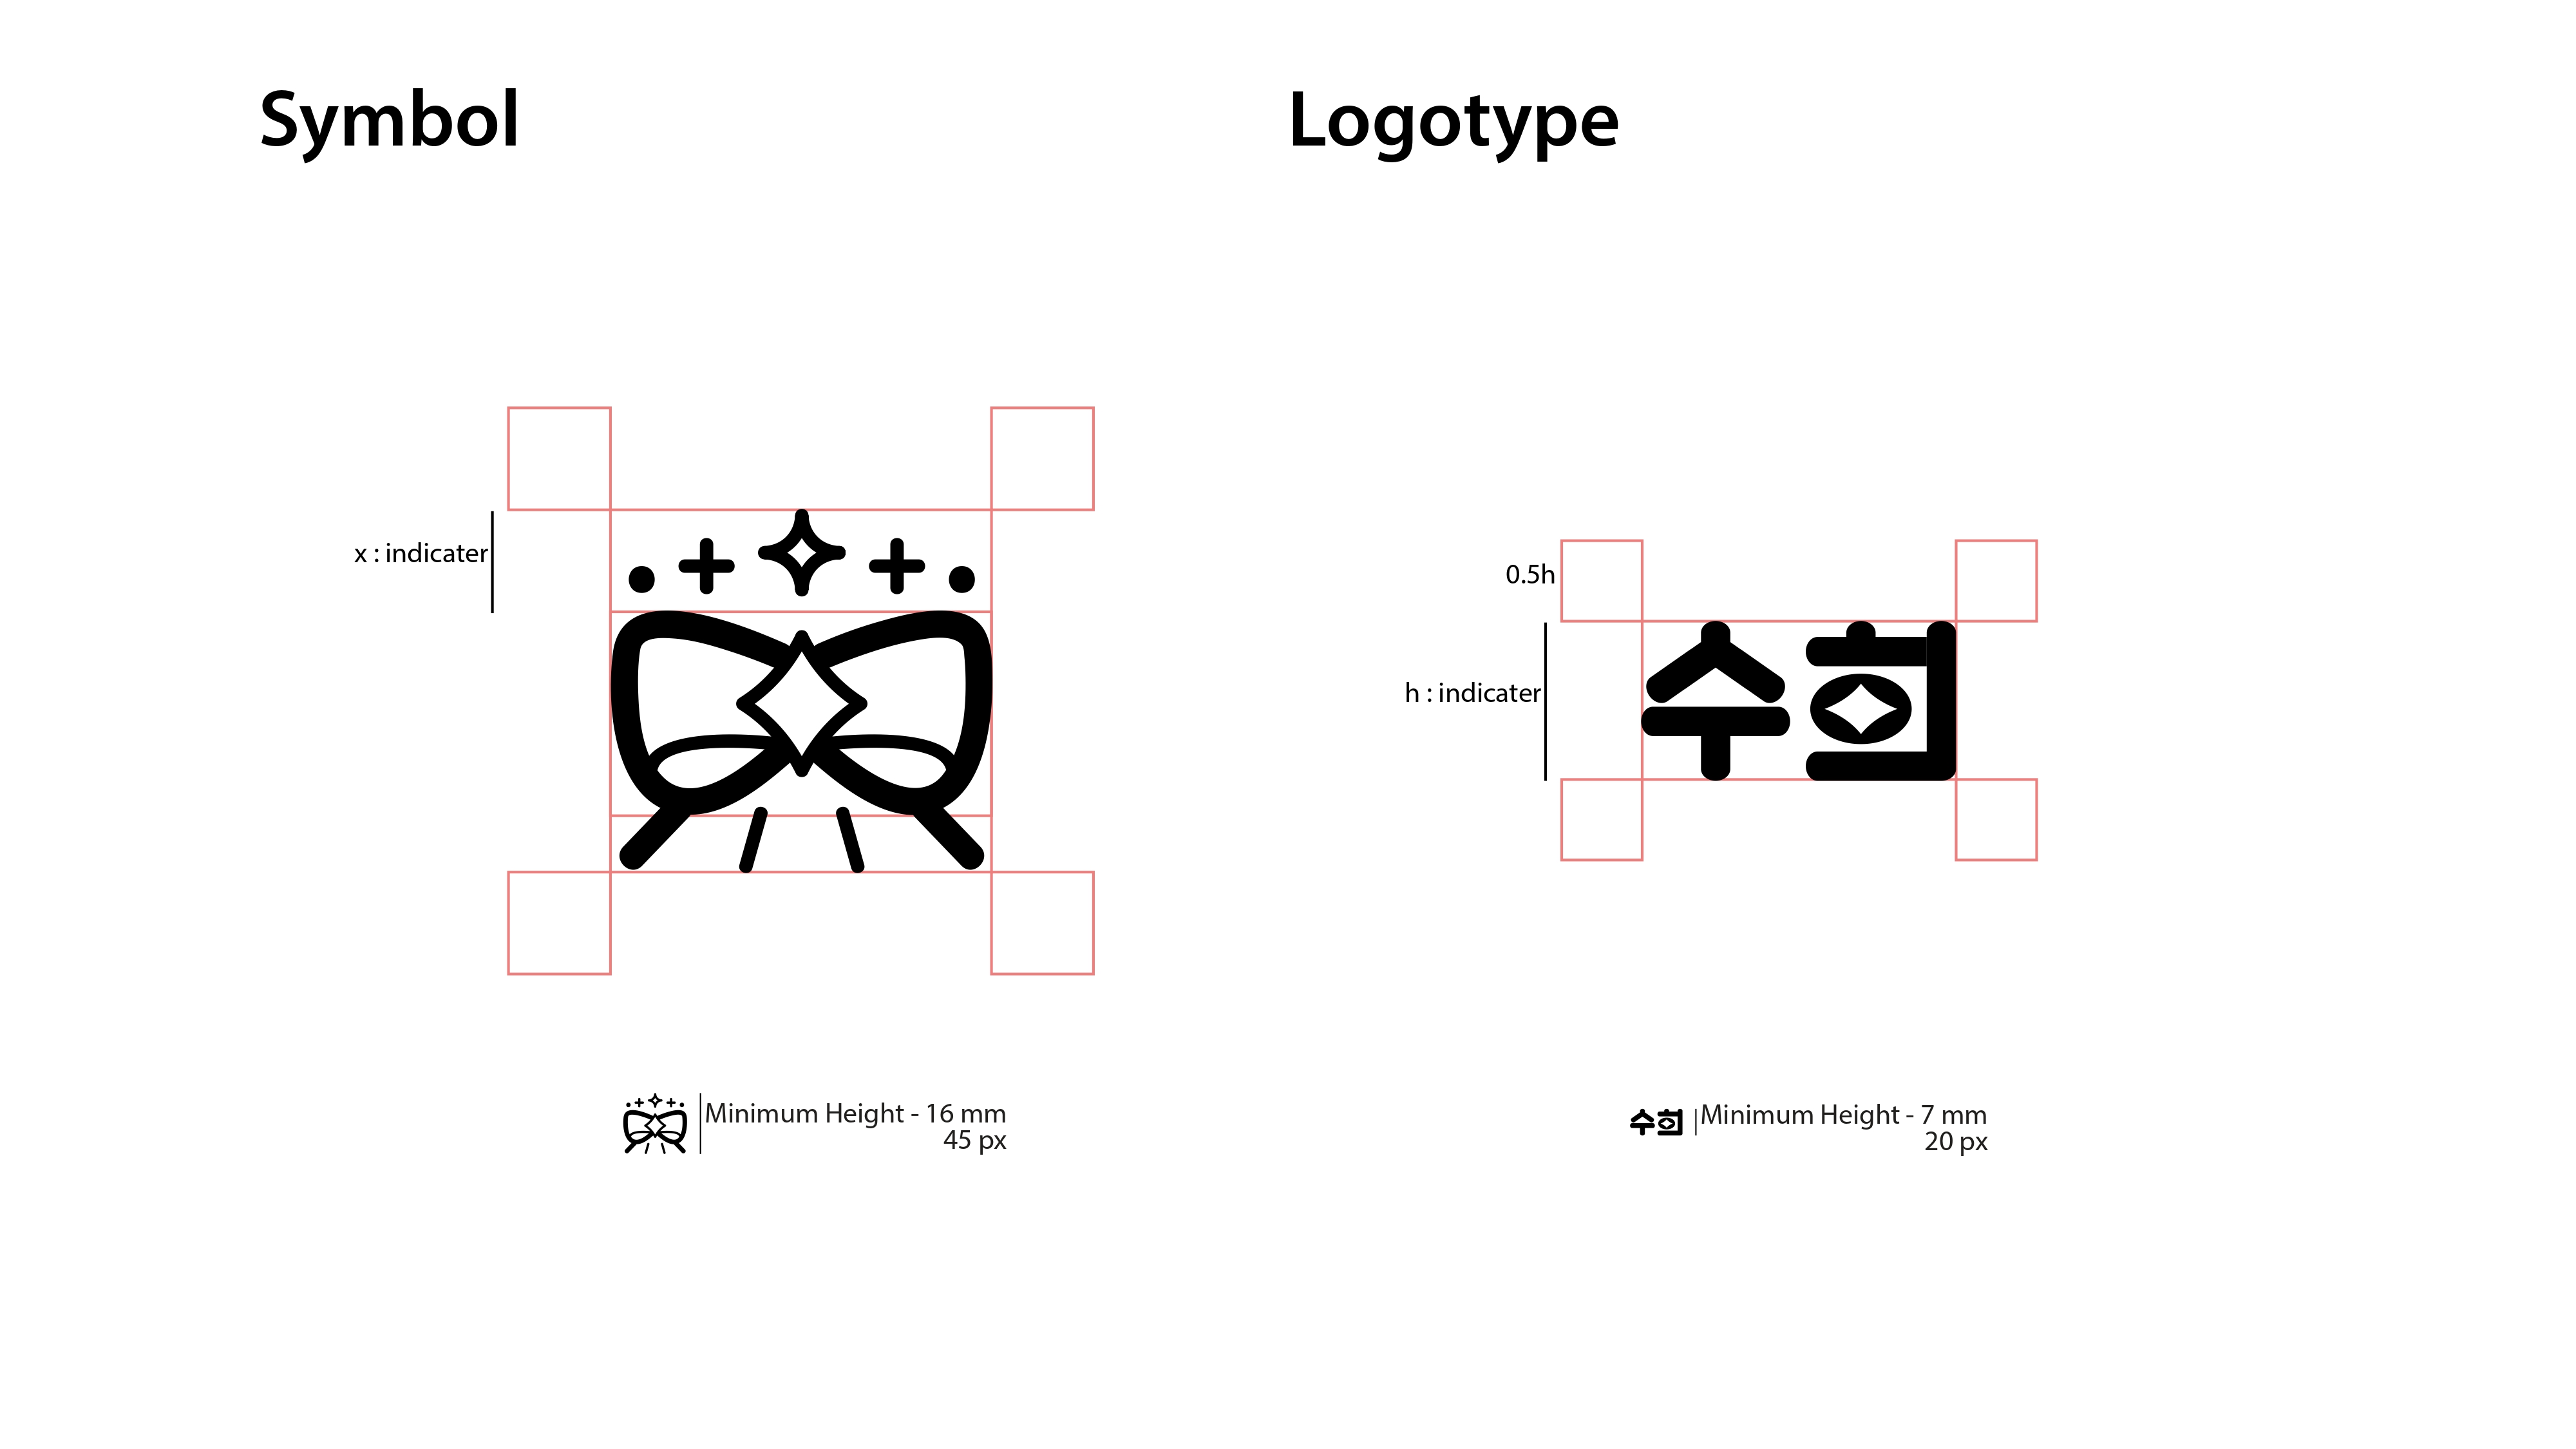 Symbol
Logotype
x : indicater
0.5h
h : indicater
수희
Minimum Height - 16 mm
45 px
수희
Minimum Height - 7 mm
20 px